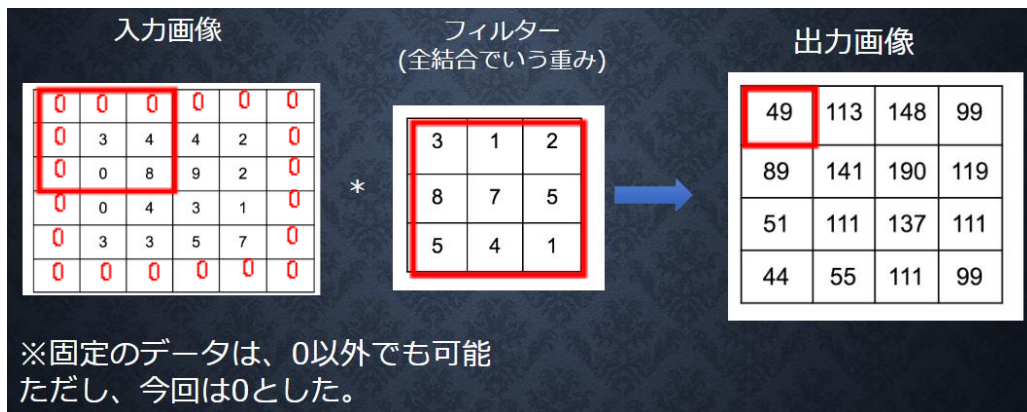 入力画像
フィルター
(全結合でいう重み)
出力画像
0 0 0 0 0 0
0 3 4 4 2 0
0 0 8 9 2 0
0 0 4 3 1 0
0 3 3 5 7 0
0 0 0 0 0 0
*
3 1 2
8 7 5
5 4 1
49 113 148 99
89 141 190 119
51 111 137 111
44 55 111 99
※固定のデータは、0以外でも可能
ただし、今回は0とした。